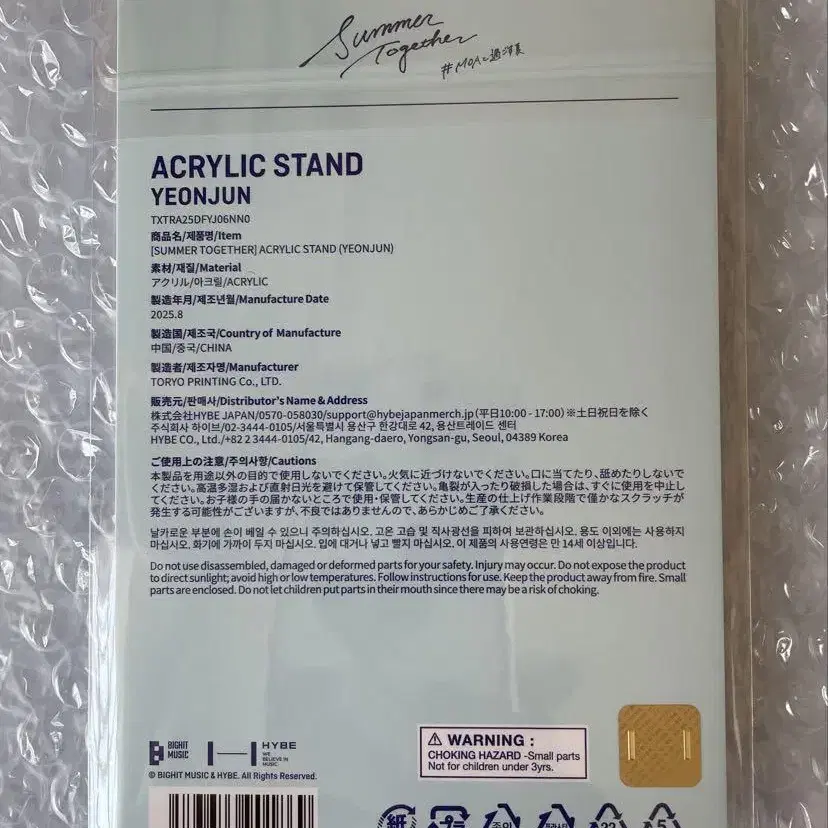 Summer
Together
#MOAと過ごす夏
ACRYLIC STAND
YEONJUN
TXTRA25DFYJ06NN0
商品名/제품명/Item
[SUMMER TOGETHER] ACRYLIC STAND (YEONJUN)
素材/재질/Material
アクリル/아크릴/ACRYLIC
製造年月/제조년월/Manufacture Date
2025.8
製造国/제조국/Country of Manufacture
中国/중국/CHINA
製造者/제조자명/Manufacturer
TORYO PRINTING Co., LTD.
販売元/판매사/Distributor's Name & Address
株式会社HYBE JAPAN/0570-058030/support@hybejapanmerch.jp(平日10:00 - 17:00)※土日祝日を除く
주식회사 하이브/02-3444-0105/서울특별시 용산구 한강대로 42, 용산트레이드 센터
HYBE CO., Ltd./+82 2 3444-0105/42, Hangang-daero, Yongsan-gu, Seoul, 04389 Korea
ご使用上の注意/주의사항/Cautions
本製品を用途以外の目的で使用しないでください。火気に近づけないでください。口に当てたり、舐めたりしないで
ください。高温多湿および直射日光を避けて保管してください。亀裂が入ったり破損した場合は、すぐに使用を中止し
てください。お子様の手の届かないところで使用・保管してください。生産の仕上げ作業段階で僅かなスクラッチが
発生する可能性がございますが、不良ではありませんので、あらかじめご了承ください。
날카로운 부분에 손이 베일 수 있으니 주의하십시오. 고온 고습 및 직사광선을 피하여 보관하십시오. 용도 이외에는 사용하지
마십시오. 화기에 가까이 두지 마십시오. 입에 대거나 넣고 빨지 마십시오. 이 제품의 사용연령은 만 14세 이상입니다.
Do not use disassembled, damaged or deformed parts for your safety. Injury may occur. Do not expose the product
to direct sunlight; avoid high or low temperatures. Follow instructions for use. Keep the product away from fire. Small
parts are enclosed. Do not let children put parts in their mouth since there may be a risk of choking.
BIGHIT
MUSIC
HYBE
WE
BELIEVE IN
MUSIC
© BIGHIT MUSIC & HYBE. All Rights Reserved.
WARNING :
CHOKING HAZARD -Small parts
Not for children under 3yrs.